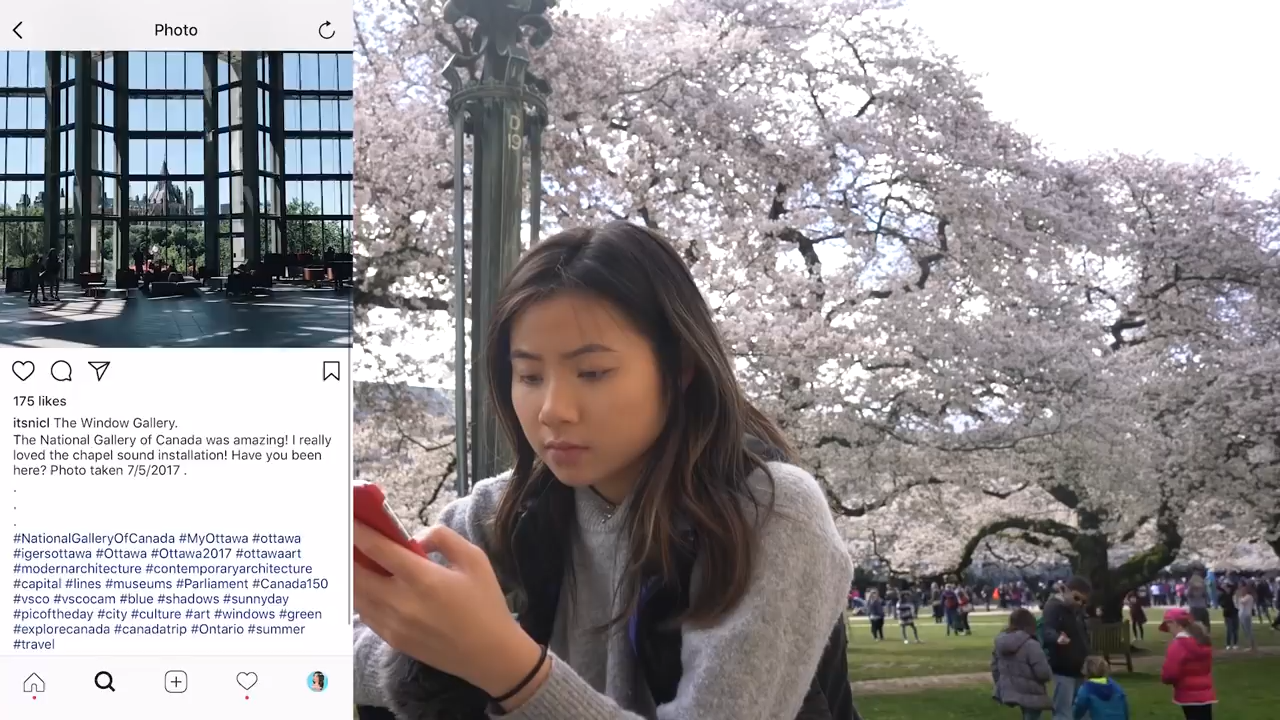 Photo
175 likes
itsnicl The Window Gallery.
The National Gallery of Canada was amazing! I really
loved the chapel sound installation! Have you been
here? Photo taken 7/5/2017 .
.
.
.
#NationalGalleryOfCanada #MyOttawa #ottawa
#igersottawa #Ottawa #Ottawa2017 #ottawaart
#modernarchitecture #contemporaryarchitecture
#capital #lines #museums #Parliament #Canada150
#vsco #vscocam #blue #shadows #sunnyday
#picoftheday #city #culture #art #windows #green
#explorecanada #canadatrip #Ontario #summer
#travel
D
19